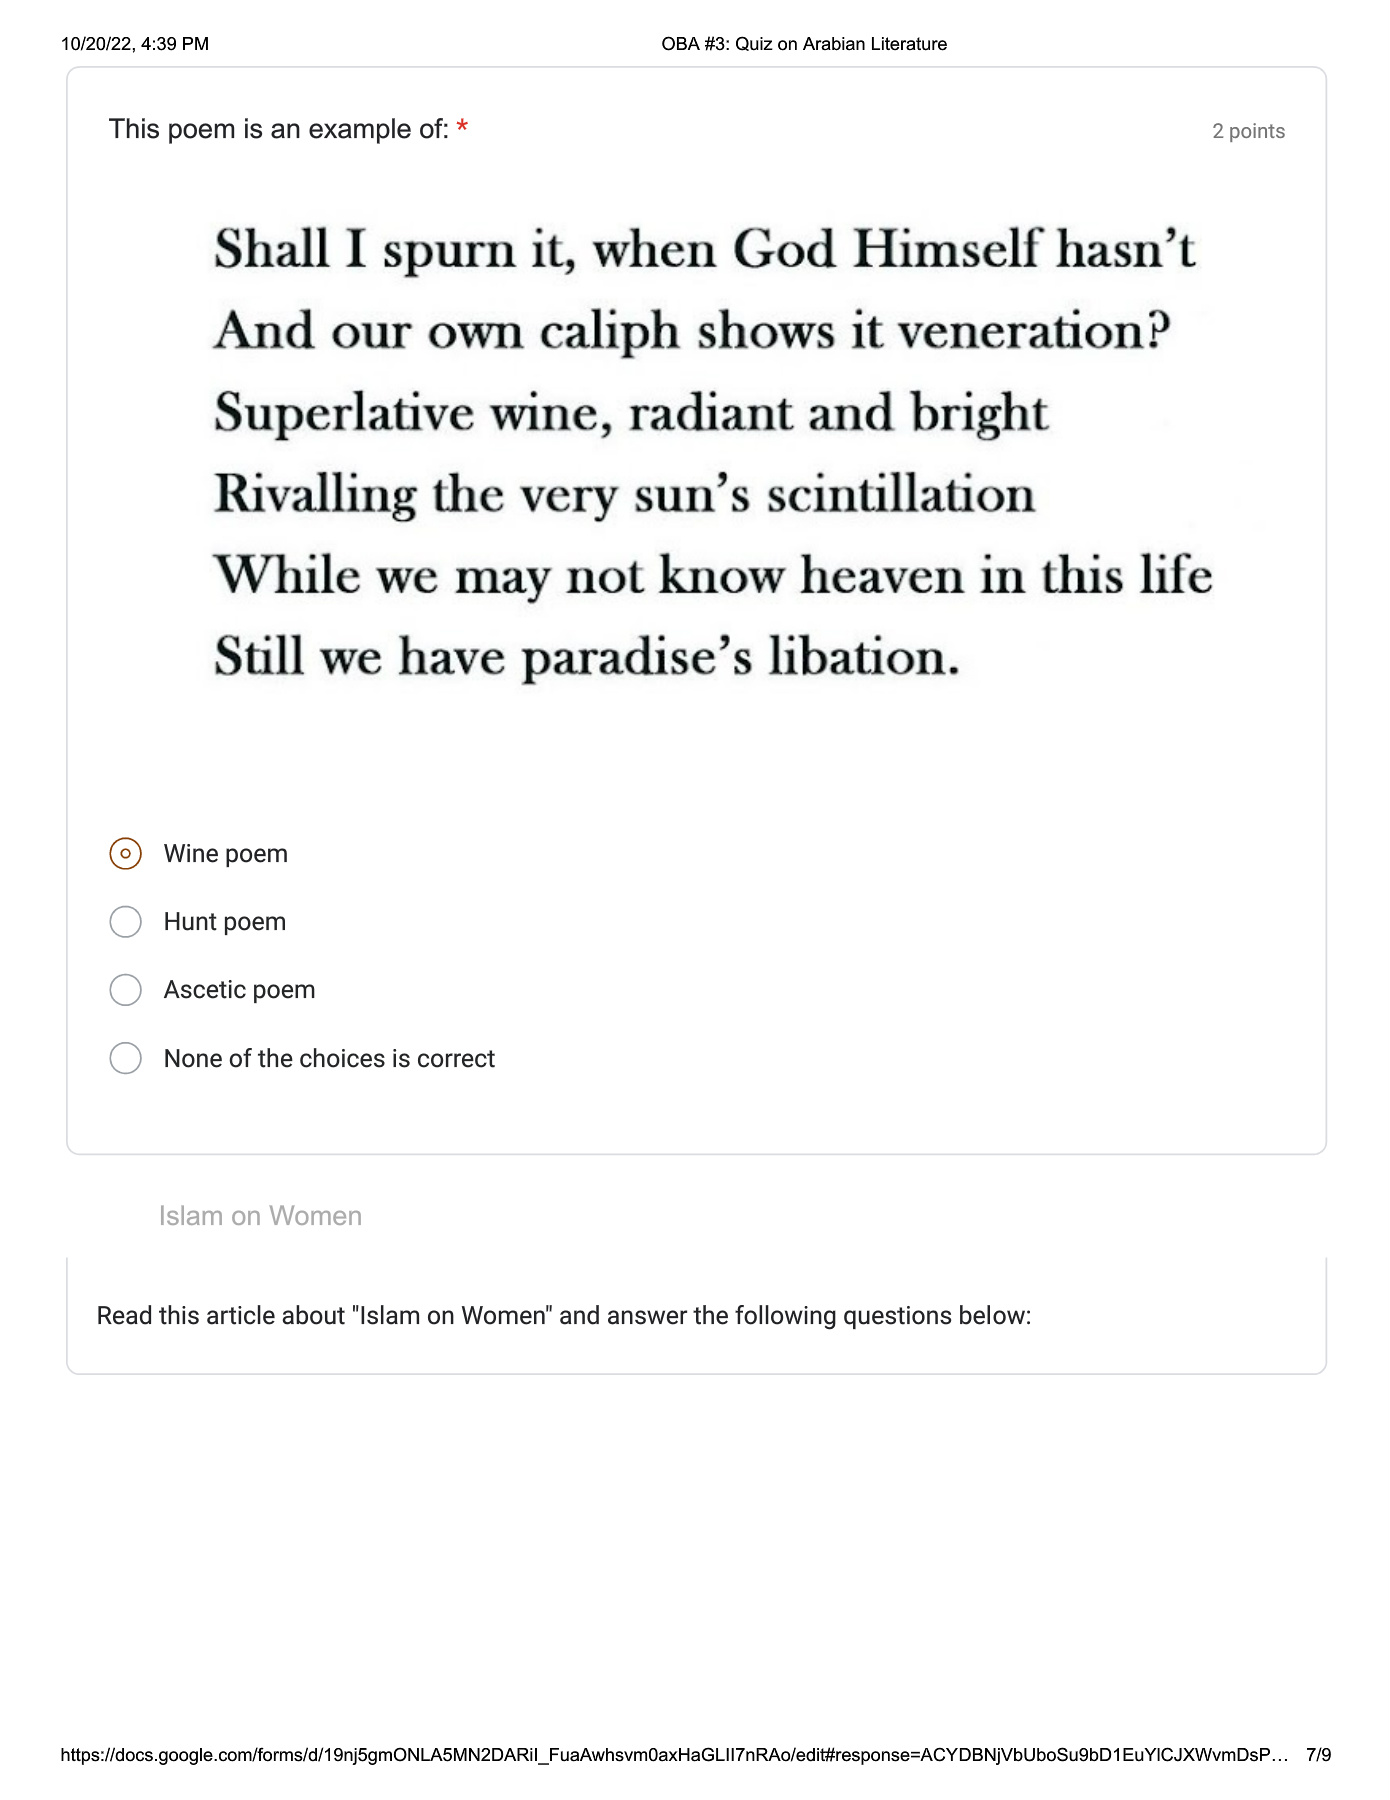 10/20/22, 4:39 PM
OBA #3: Quiz on Arabian Literature
This poem is an example of: *
2 points
Shall I spurn it, when God Himself hasn’t
And our own caliph shows it veneration?
Superlative wine, radiant and bright
Rivalling the very sun’s scintillation
While we may not know heaven in this life
Still we have paradise’s libation.
Wine poem
Hunt poem
Ascetic poem
None of the choices is correct
Islam on Women
Read this article about "Islam on Women" and answer the following questions below:
https://docs.google.com/forms/d/19nj5gmONLA5MN2DARiI_FuaAwhsvm0axHaGLII7nRAo/edit#response=ACYDBNjVbUboSu9bD1EuYlCJXWvmDsP… 7/9